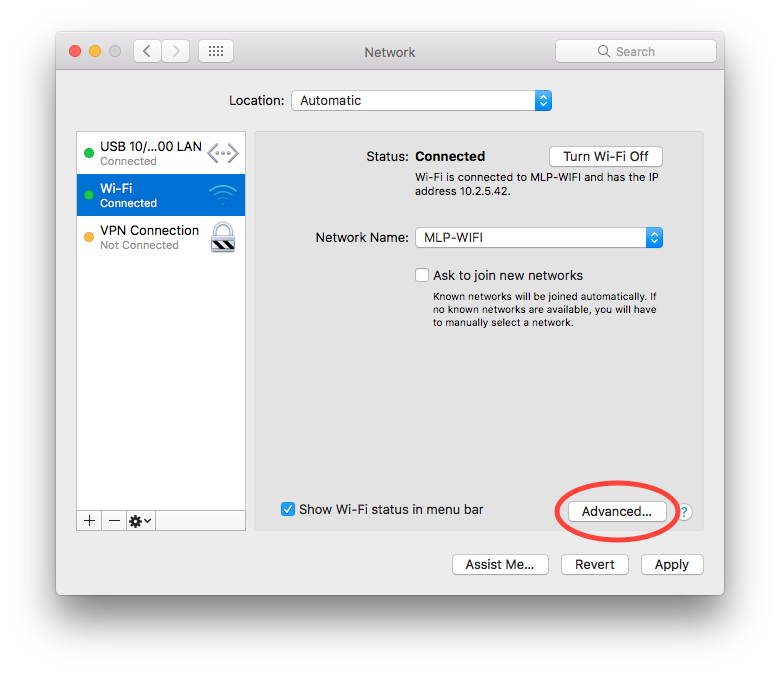 Network
Search
Location: Automatic
USB 10/...00 LAN
Connected
Wi-Fi
Connected
VPN Connection
Not Connected
Status: Connected
Turn Wi-Fi Off
Wi-Fi is connected to MLP-WIFI and has the IP
address 10.2.5.42.
Network Name: MLP-WIFI
Ask to join new networks
Known networks will be joined automatically. If
no known networks are available, you will have
to manually select a network.
Show Wi-Fi status in menu bar
Advanced...
?
Assist Me...
Revert
Apply